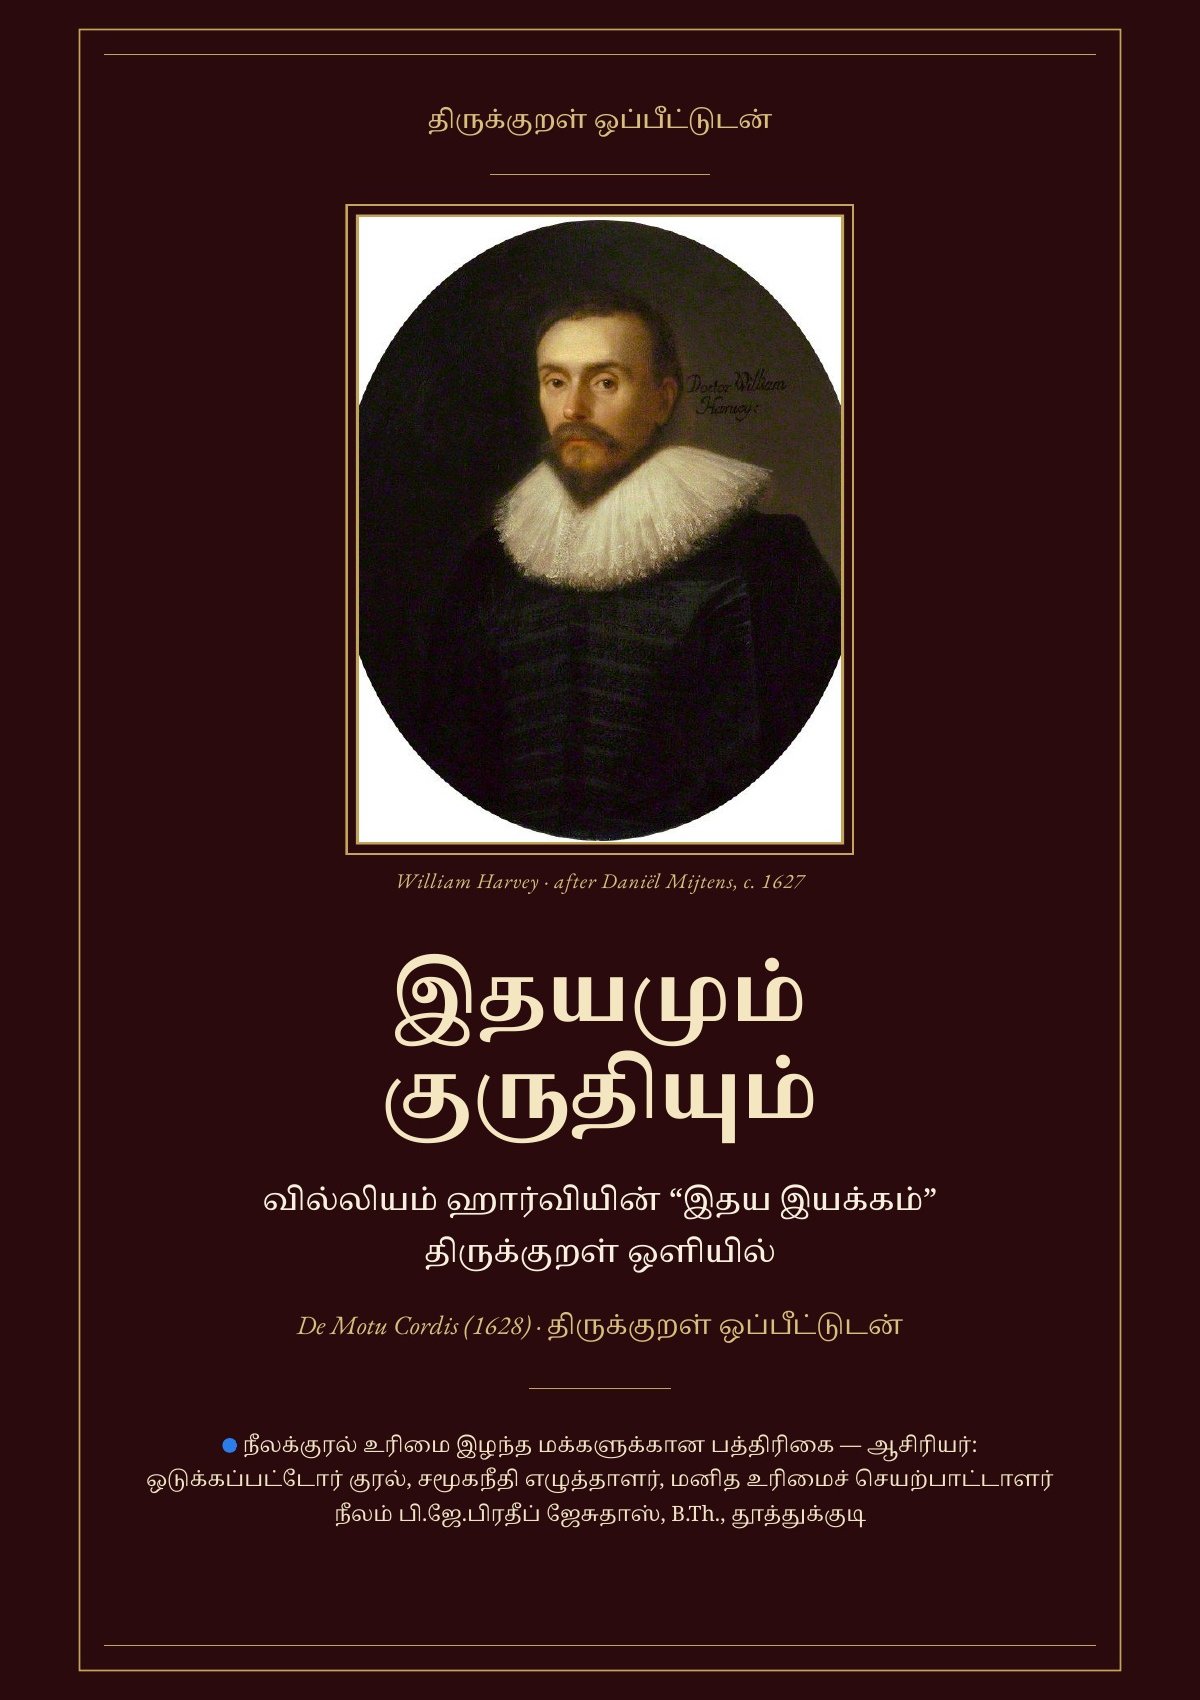 திருக்குறள் ஒப்பீட்டுடன்
Doctor William
Harvey:
William Harvey · after Daniël Mijtens, c. 1627
இதயமும்
குருதியும்
வில்லியம் ஹார்வியின் “இதய இயக்கம்”
திருக்குறள் ஒளியில்
De Motu Cordis (1628) · திருக்குறள் ஒப்பீட்டுடன்
நீலக்குரல் உரிமை இழந்த மக்களுக்கான பத்திரிகை — ஆசிரியர்:
ஒடுக்கப்பட்டோர் குரல், சமூகநீதி எழுத்தாளர், மனித உரிமைச் செயற்பாட்டாளர்
நீலம் பி.ஜே.பிரதீப் ஜேசுதாஸ், B.Th., தூத்துக்குடி